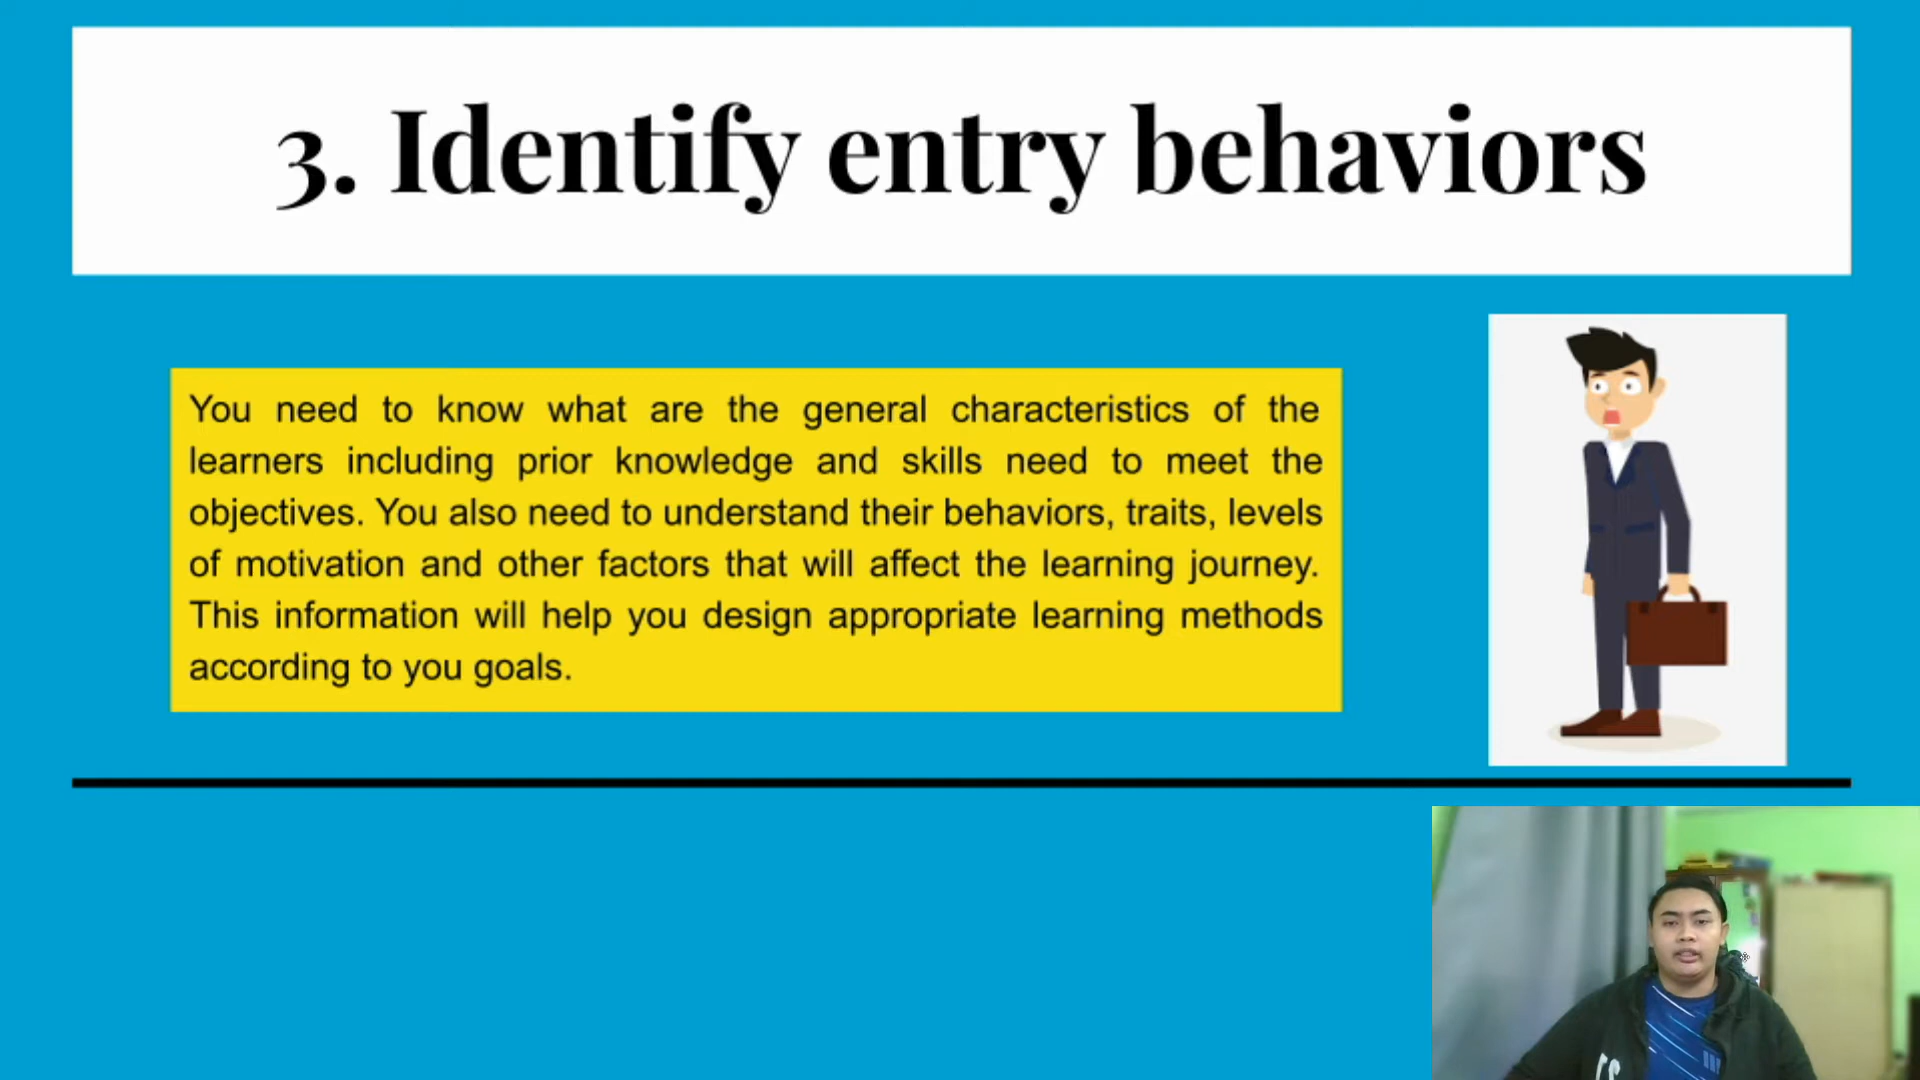 3. Identify entry behaviors
You need to know what are the general characteristics of the
learners including prior knowledge and skills need to meet the
objectives. You also need to understand their behaviors, traits, levels
of motivation and other factors that will affect the learning journey.
This information will help you design appropriate learning methods
according to you goals.